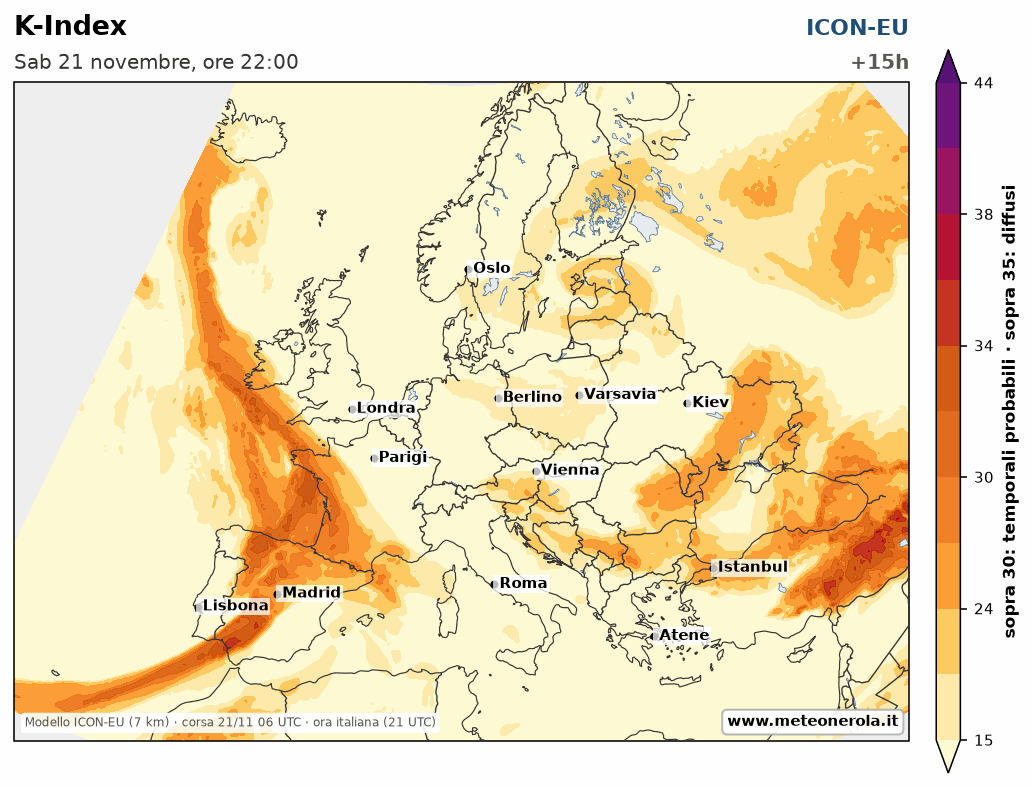 K-Index
ICON-EU
Sab 21 novembre, ore 22:00
+15h
44
38
34
30
24
15
sopra 30: temporali probabili · sopra 35: diffusi
Oslo
Londra
Berlino
Varsavia
Kiev
Parigi
Vienna
Istanbul
Roma
Madrid
Lisbona
Atene
Modello ICON-EU (7 km) · corsa 21/11 06 UTC · ora italiana (21 UTC)
www.meteonerola.it